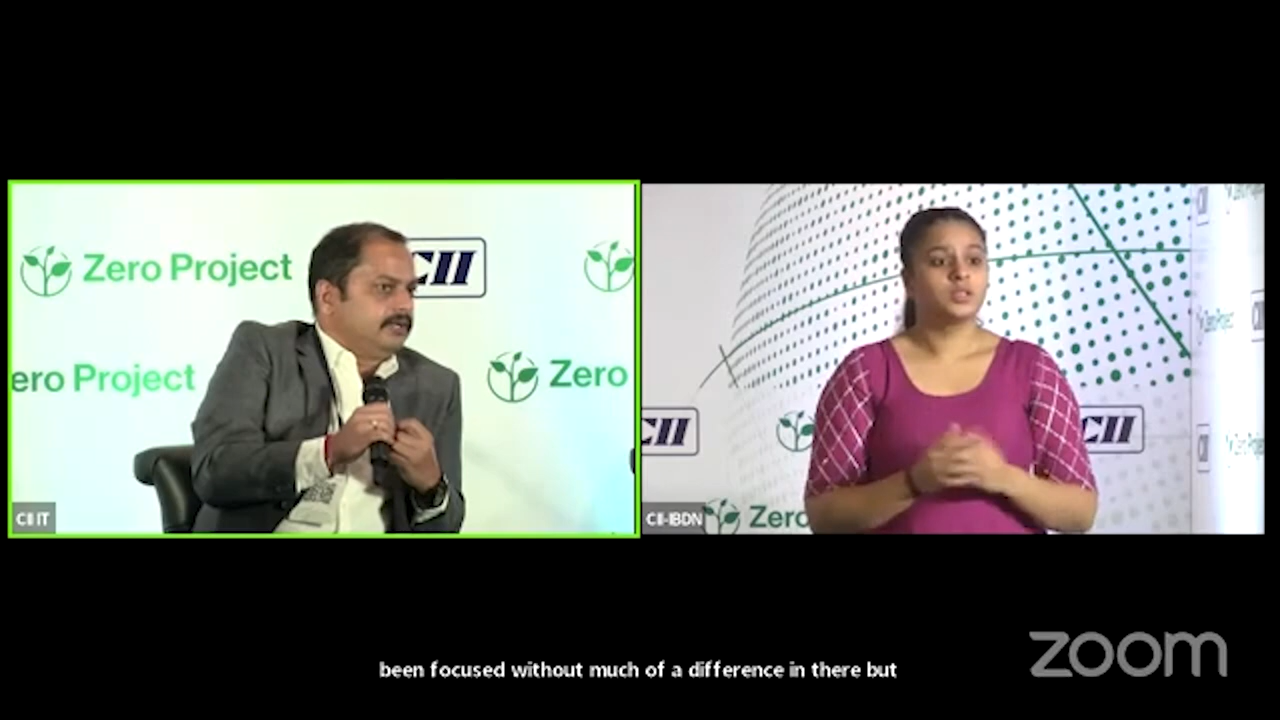 Zero Project
CII
ero Project
Zero
CII IT
CII
CII
CII-IBDN
Zero
been focused without much of a difference in there but
zoom